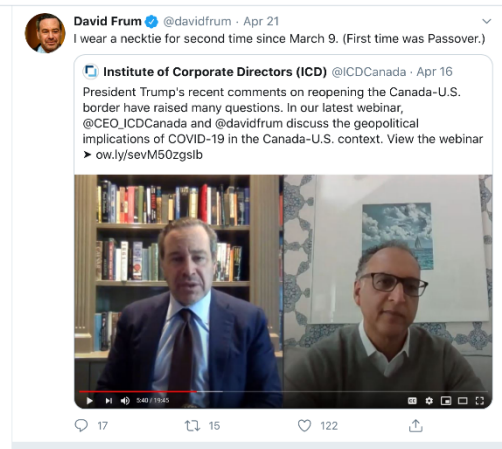 David Frum @davidfrum · Apr 21
I wear a necktie for second time since March 9. (First time was Passover.)
Institute of Corporate Directors (ICD) @ICDCanada · Apr 16
President Trump's recent comments on reopening the Canada-U.S.
border have raised many questions. In our latest webinar,
@CEO_ICDCanada and @davidfrum discuss the geopolitical
implications of COVID-19 in the Canada-U.S. context. View the webinar
➤ ow.ly/sevM50zgsIb
5:40 / 19:45
17 15 122